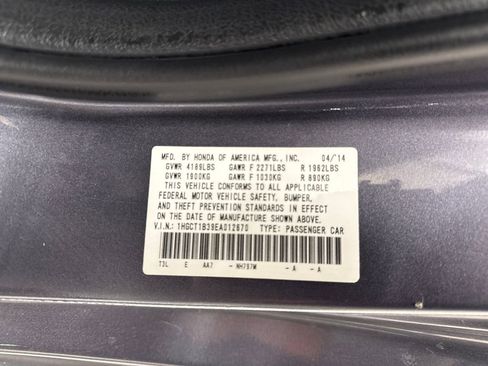 MFD. BY HONDA OF AMERICA MFG., INC. 04/14
GVWR 4189LBS GAWR F 2271LBS R 1962LBS
GVWR 1900KG GAWR F 1030KG R 890KG
THIS VEHICLE CONFORMS TO ALL APPLICABLE
FEDERAL MOTOR VEHICLE SAFETY, BUMPER,
AND THEFT PREVENTION STANDARDS IN EFFECT
ON THE DATE OF MANUFACTURE SHOWN ABOVE.
V.I.N.: 1HGCT1B39EA012670 TYPE: PASSENGER CAR
T3L E AA7 - NH797M - A - A